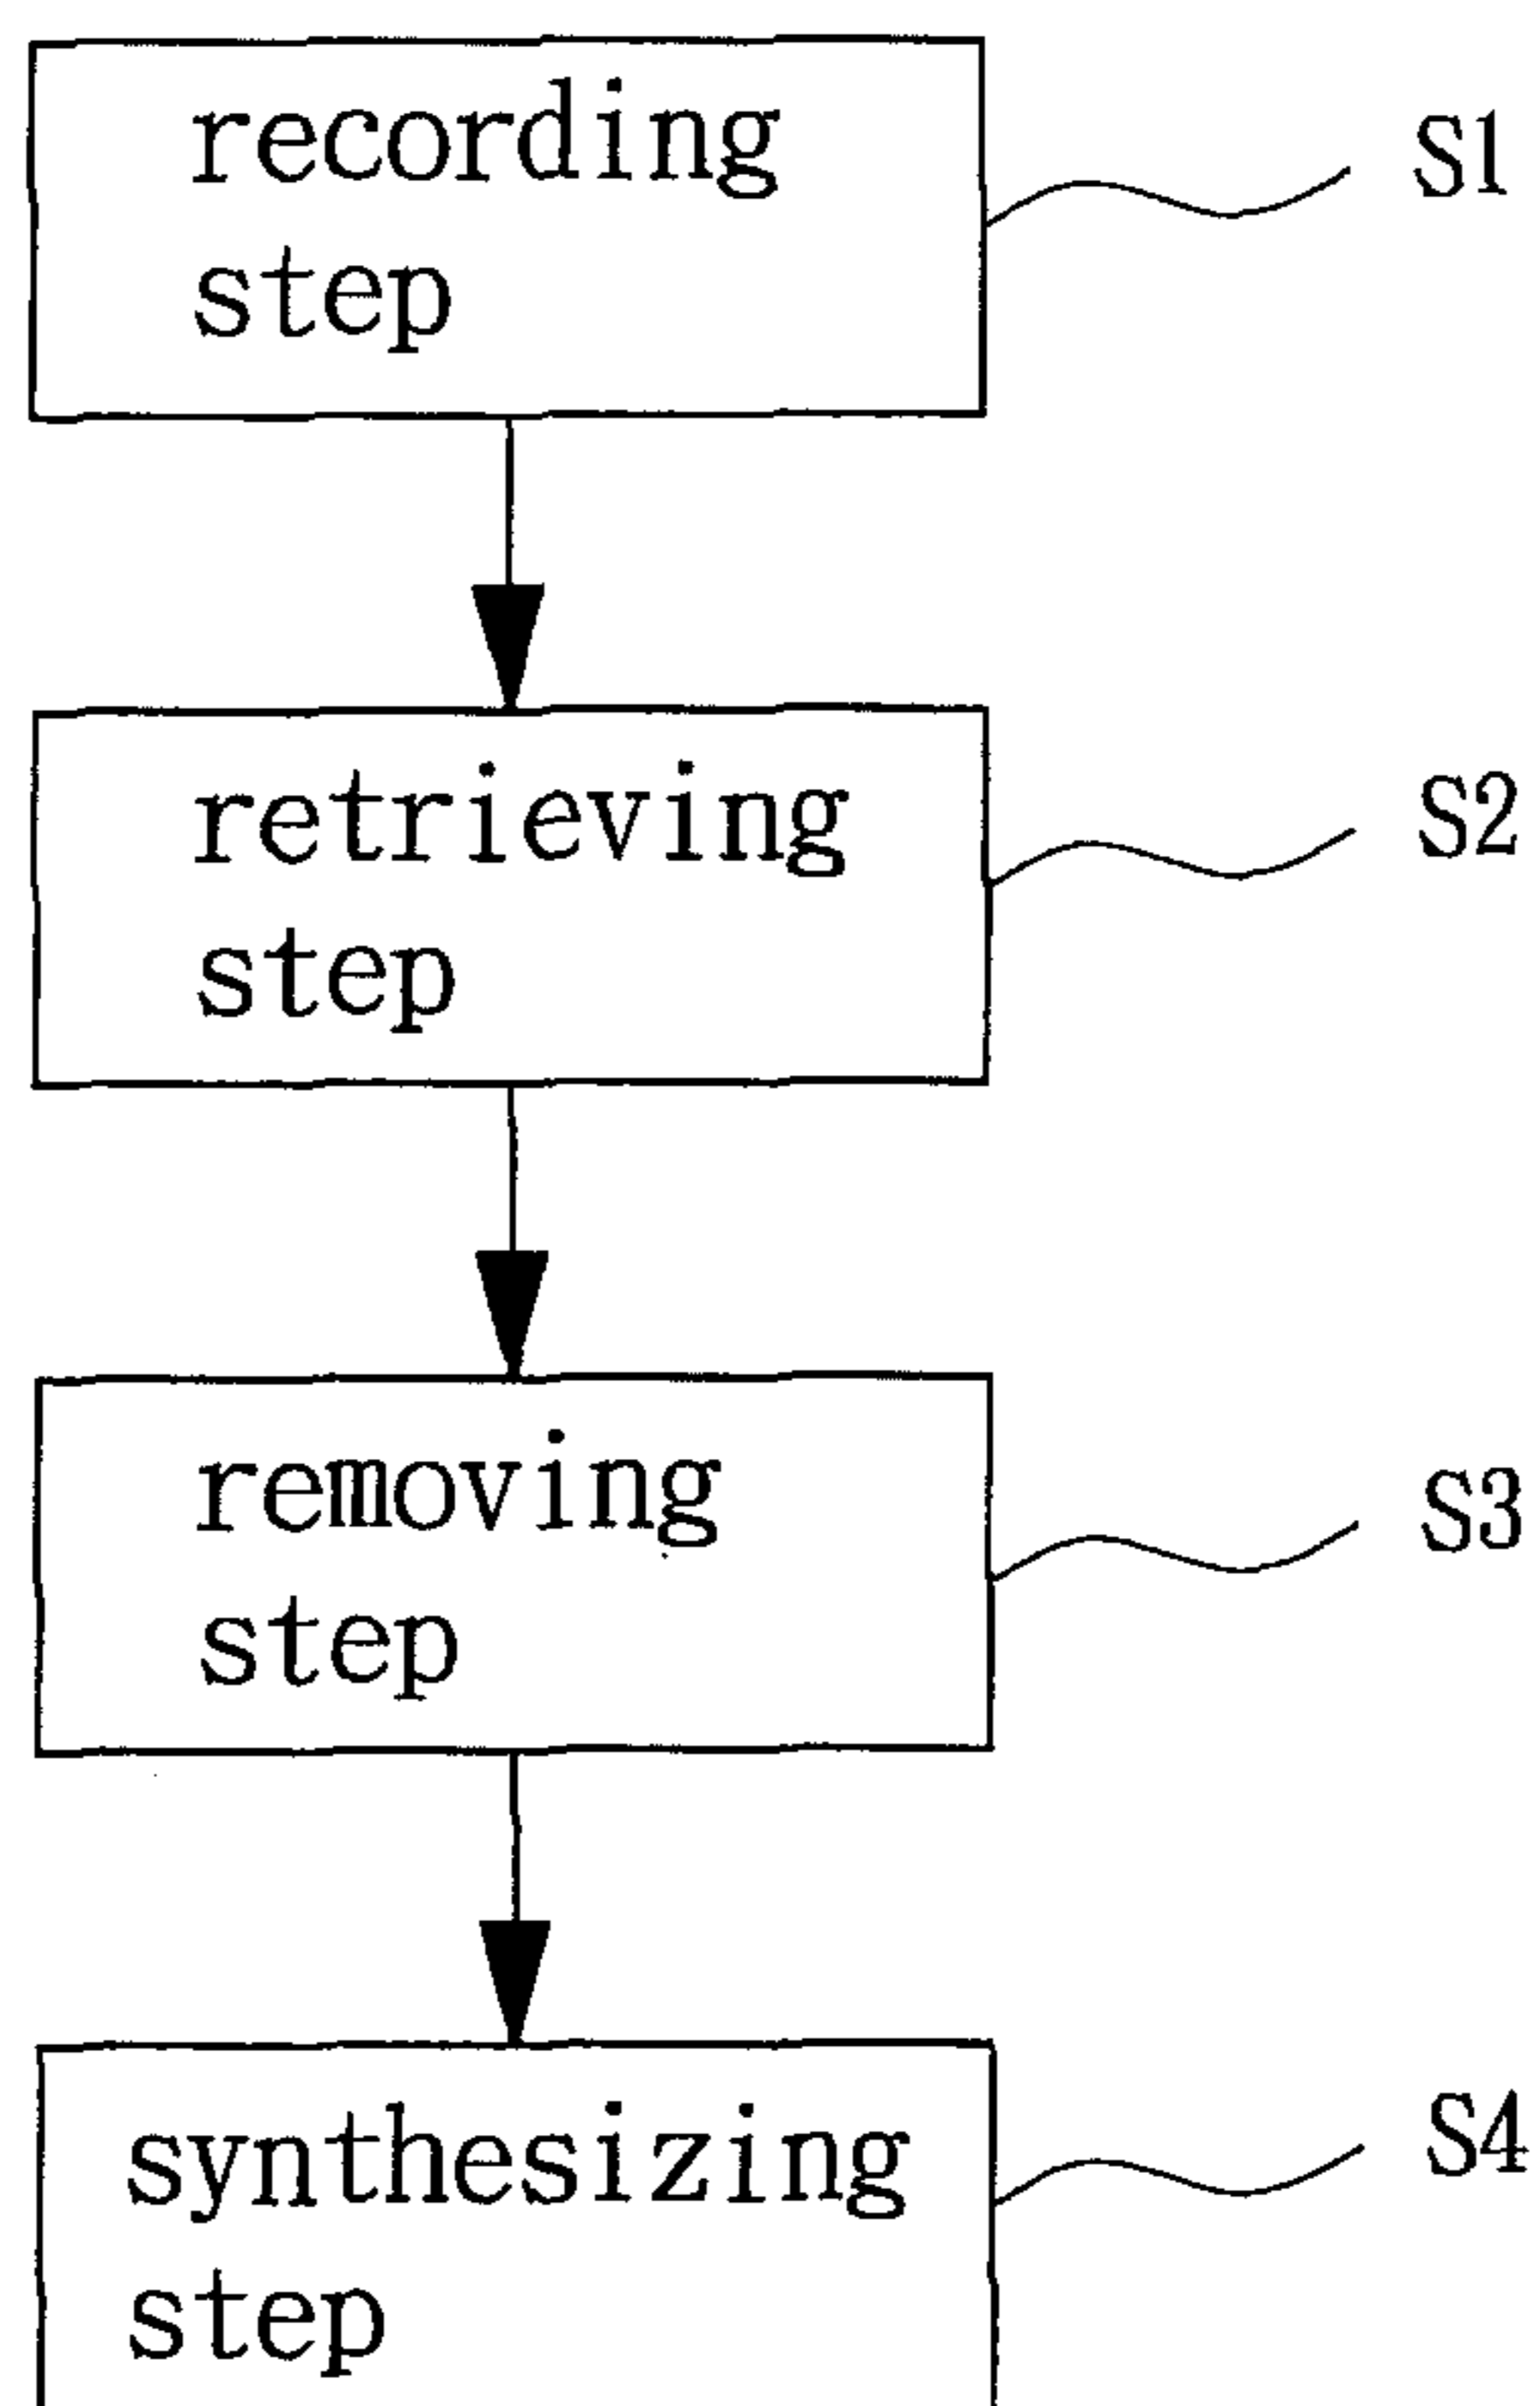 recording
step
S1
retrieving
step
S2
removing
step
S3
synthesizing
step
S4